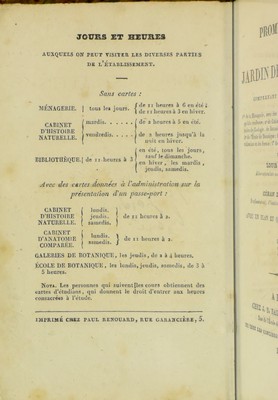 JOURS ET HEURES
AUXQUELS ON PEUT VISITER LES DIVERSES PARTIES
DE L'ÉTABLISSEMENT.
Sans cartes :
MÉNAGERIE. } tous les jours. { de 11 heures à 6 en été ;
de 11 heures à 3 en hiver.
CABINET
D'HISTOIRE
NATURELLE. } mardis. . . . . . { de 2 heures à 5 en été.
vendredis. . . . . { de 2 heures jusqu'à la
nuit en hiver.
BIBLIOTHÈQUE { de 11 heures à 3 { en été, tous les jours,
sauf le dimanche.
en hiver, les mardis,
jeudis, samedis.
Avec des cartes données à l'administration sur la
présentation d'un passe-port :
CABINET
D'HISTOIRE
NATURELLE. { lundis.
jeudis.
samedis. } de 11 heures à 2.
CABINET
D'ANATOMIE
COMPARÉE. { lundis.
samedis. } de 11 heures à 2.
GALERIES DE BOTANIQUE, les jeudis, de 2 à 4 heures.
ÉCOLE DE BOTANIQUE, les lundis, jeudis, samedis, de 3 à
5 heures.
NOTA. Les personnes qui suivent les cours obtiennent des
cartes d'étudiant, qui donnent le droit d'entrer aux heures
consacrées à l'étude.
IMPRIMÉ CHEZ PAUL RENOUARD, RUE GARANCIÈRE, 5.
PROM
JARDIN DE